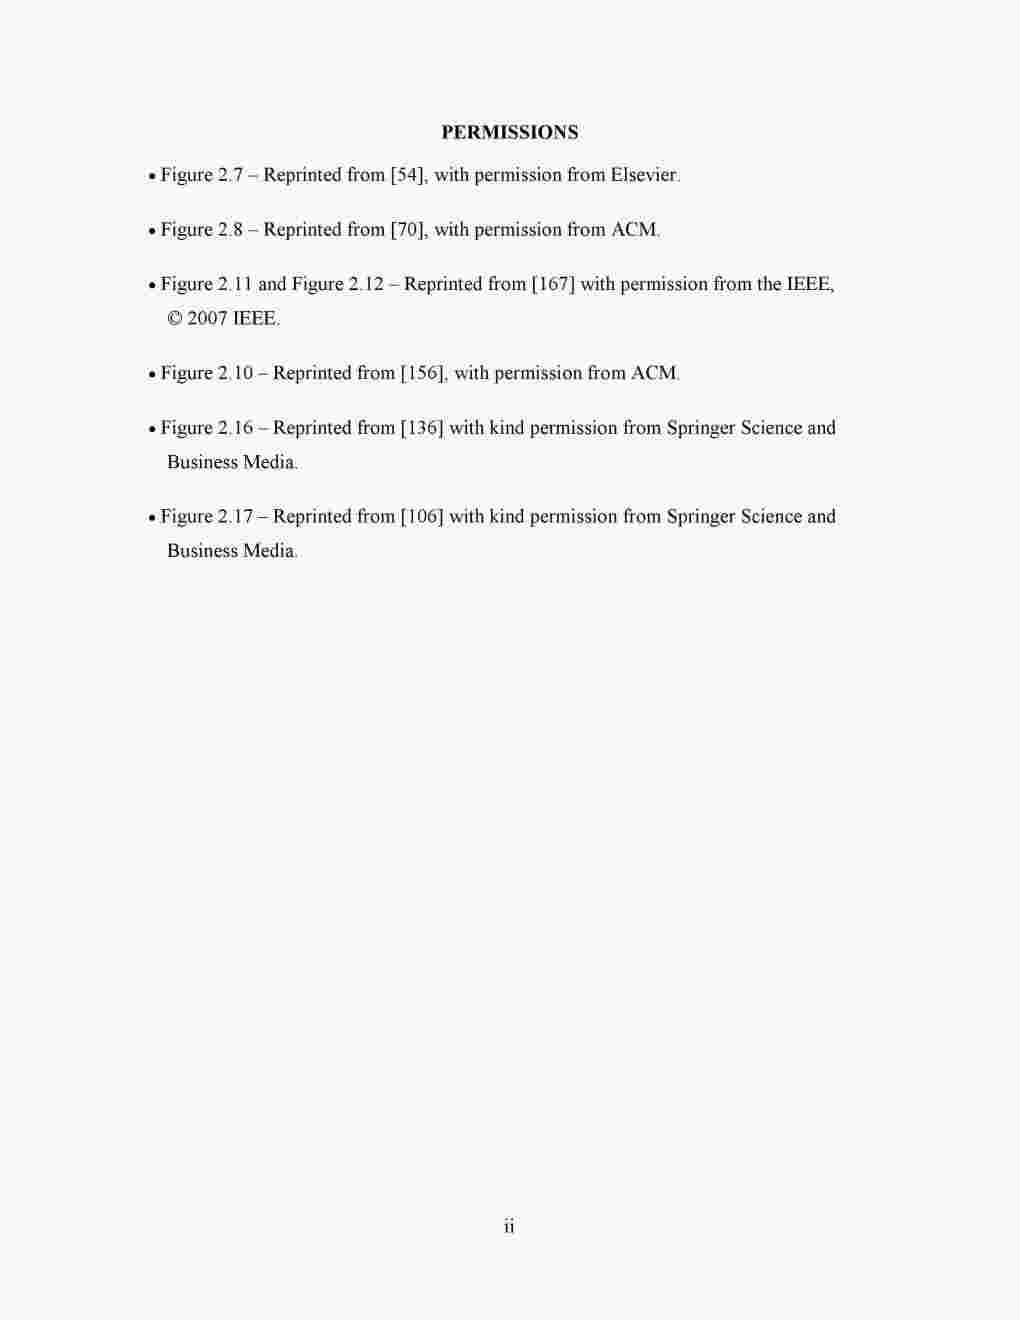 PERMISSIONS
• Figure 2.7 – Reprinted from [54], with permission from Elsevier.
• Figure 2.8 – Reprinted from [70], with permission from ACM.
• Figure 2.11 and Figure 2.12 – Reprinted from [167] with permission from the IEEE,
© 2007 IEEE.
• Figure 2.10 – Reprinted from [156], with permission from ACM.
• Figure 2.16 – Reprinted from [136] with kind permission from Springer Science and
Business Media.
• Figure 2.17 – Reprinted from [106] with kind permission from Springer Science and
Business Media.
ii